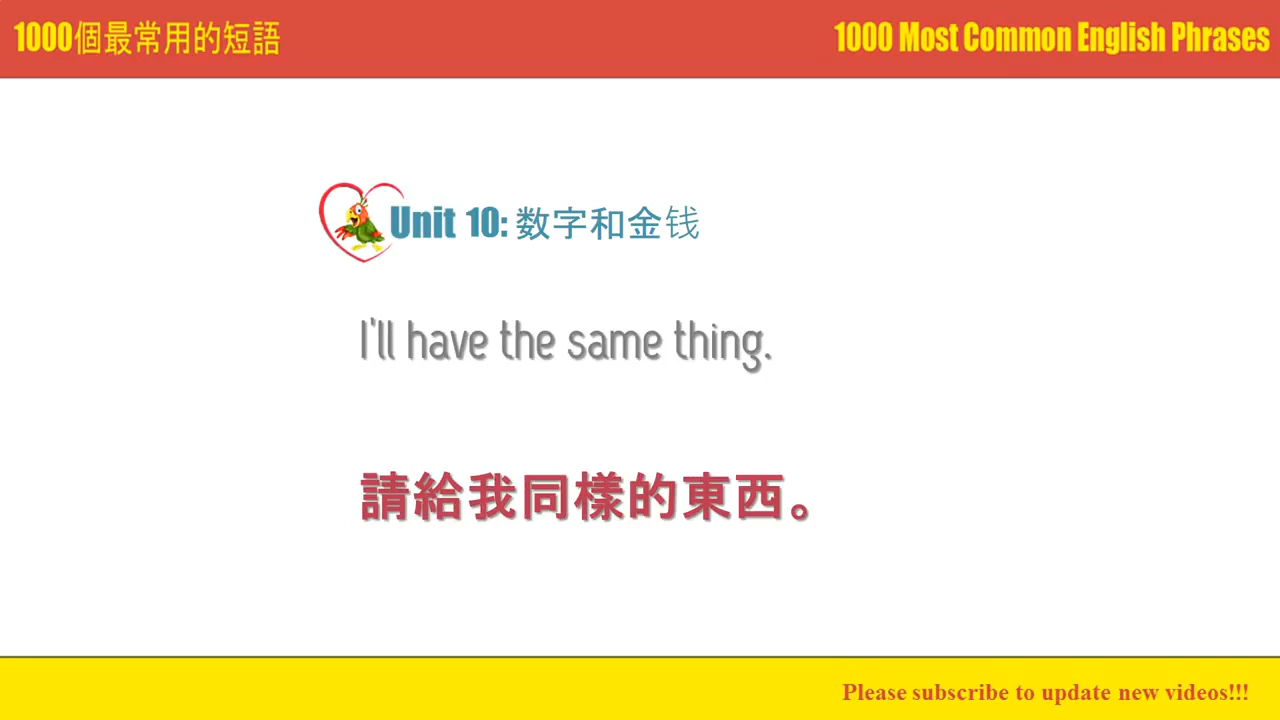 1000個最常用的短語
1000 Most Common English Phrases
Unit 10: 数字和金钱
I'll have the same thing.
請給我同樣的東西。
Please subscribe to update new videos!!!